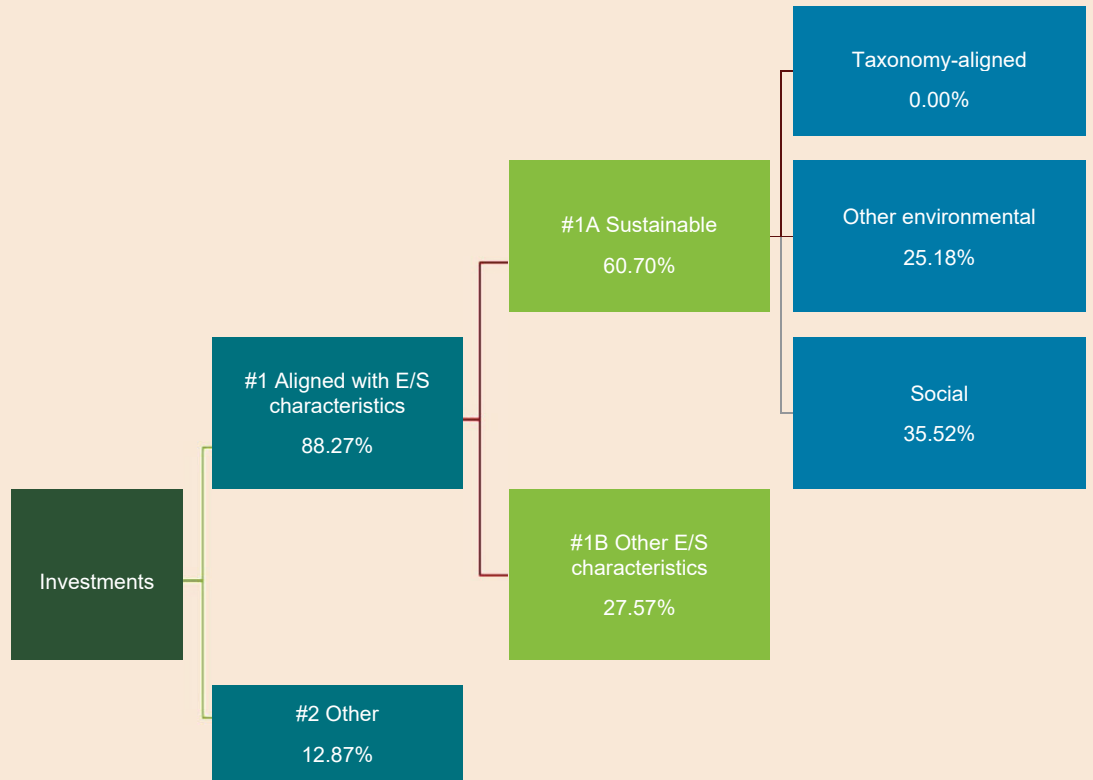 Taxonomy-aligned
0.00%
#1A Sustainable
60.70%
Other environmental
25.18%
#1 Aligned with E/S
characteristics
88.27%
Social
35.52%
Investments
#1B Other E/S
characteristics
27.57%
#2 Other
12.87%